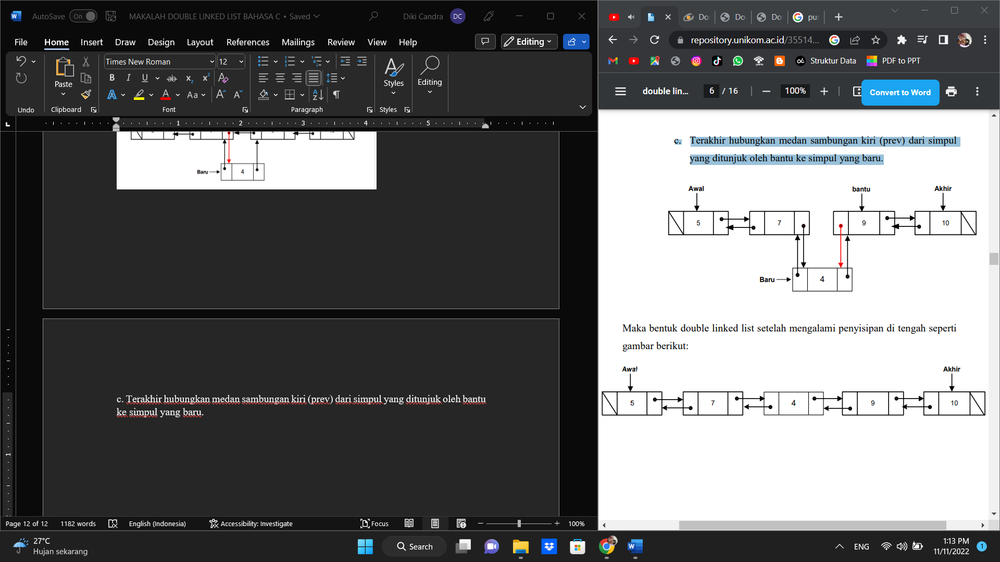 AutoSave On MAKALAH DOUBLE LINKED LIST BAHASA C • Saved Diki Candra DC
File Home Insert Draw Design Layout References Mailings Review View Help Editing
Times New Roman 12
Paste
B I U ab x2 x2 A
A A Aa A A
Styles
Editing
Undo Clipboard Font Paragraph Styles
1 2 3 4 5
Baru 4
c. Terakhir hubungkan medan sambungan kiri (prev) dari simpul yang ditunjuk oleh bantu
ke simpul yang baru.
1
Page 12 of 12 1182 words English (Indonesia) Accessibility: Investigate Focus 100%
Do Do Do pu
repository.unikom.ac.id/35514...
Struktur Data PDF to PPT
double lin... 6 / 16 100% Convert to Word
c. Terakhir hubungkan medan sambungan kiri (prev) dari simpul
yang ditunjuk oleh bantu ke simpul yang baru.
Awal bantu Akhir
5 7 9 10
Baru 4
Maka bentuk double linked list setelah mengalami penyisipan di tengah seperti
gambar berikut:
Awal Akhir
5 7 4 9 10
27°C
Hujan sekarang
Search
ENG
1:13 PM
11/11/2022
1